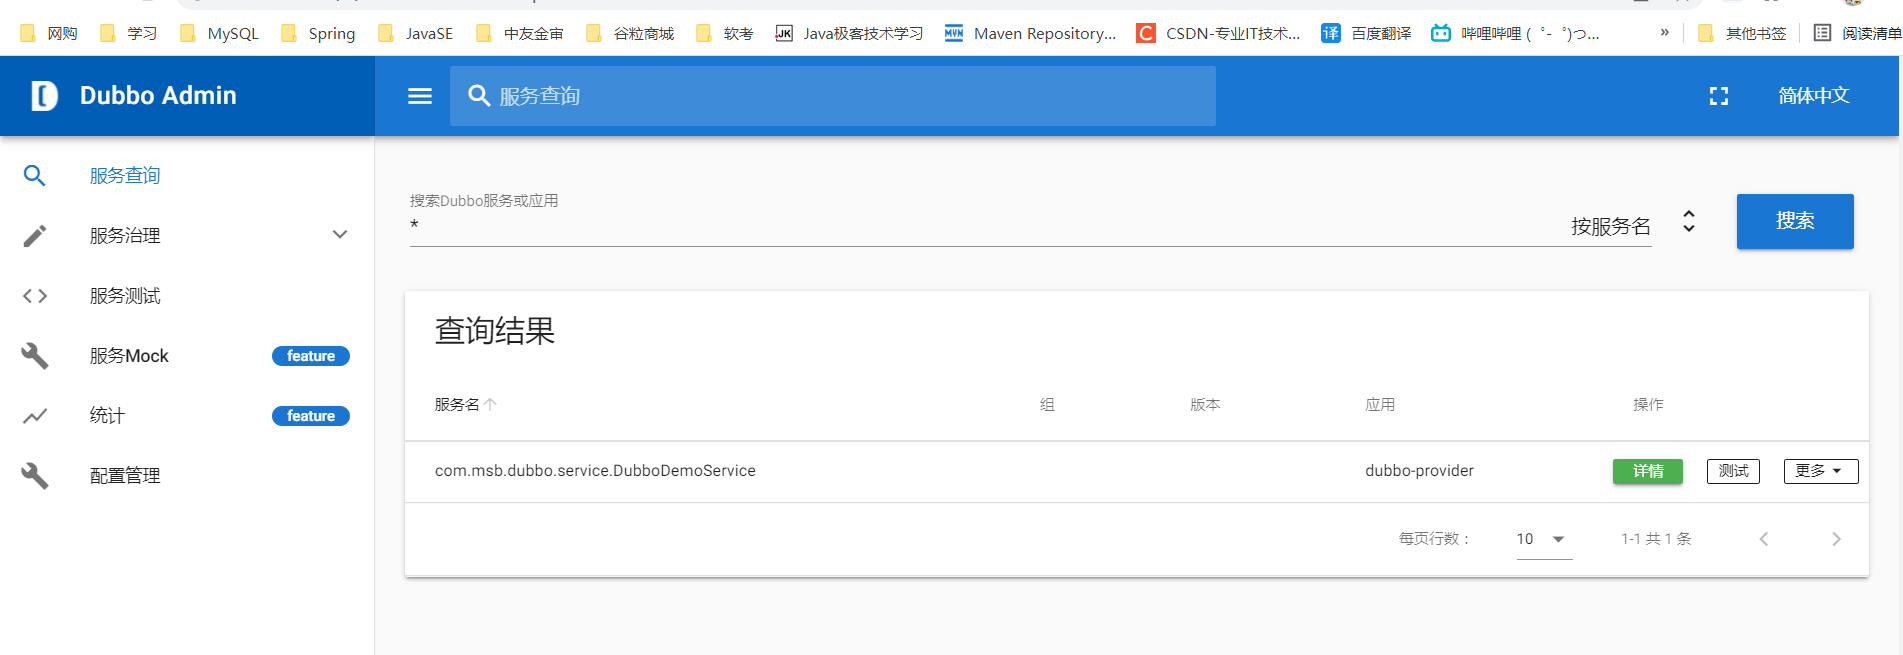 网购 学习 MySQL Spring JavaSE 中友金审 谷粒商城 软考 JK Java极客技术学习 MVN Maven Repository... C CSDN-专业IT技术... 译 百度翻译 哔哩哔哩 ( ゜- ゜)つ... » 其他书签 阅读清单
Dubbo Admin
服务查询
简体中文
服务查询
服务治理
服务测试
服务Mock feature
统计 feature
配置管理
搜索Dubbo服务或应用
* 按服务名 搜索
查询结果
服务名 组 版本 应用 操作
com.msb.dubbo.service.DubboDemoService dubbo-provider 详情 测试 更多
每页行数： 10 1-1 共 1 条